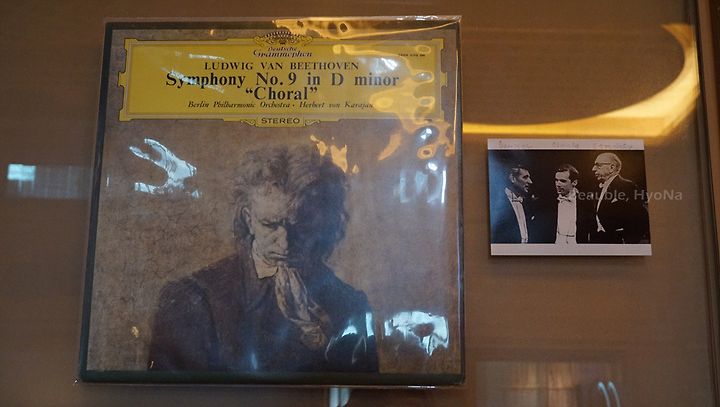 Deutsche
Grammophon
LUDWIG VAN BEETHOVEN
Symphony No. 9 in D minor
"Choral"
Berlin Philharmonic Orchestra · Herbert von Karajan
STEREO
Beauble, HyoNa